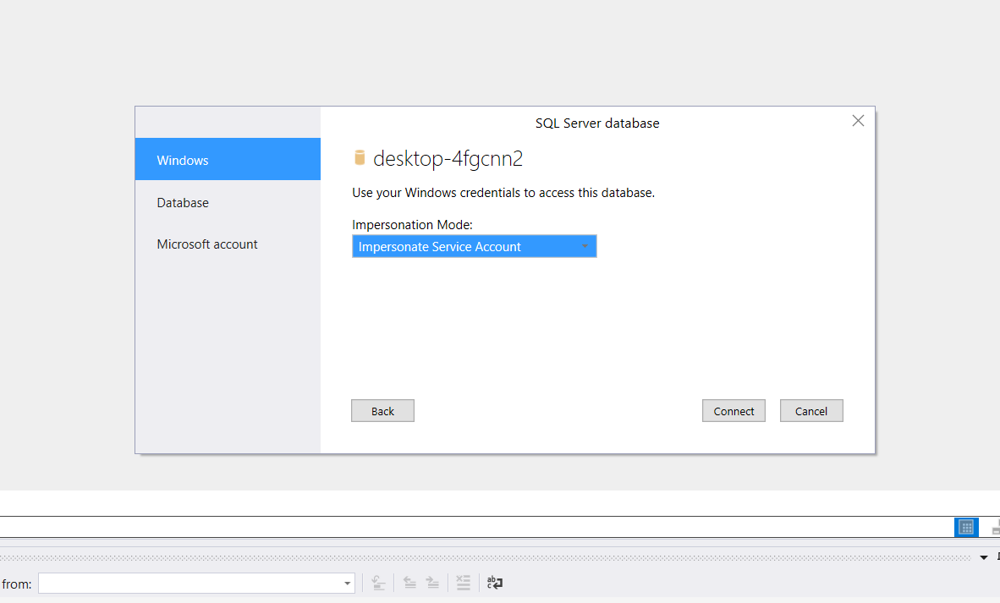 SQL Server database
Windows
Database
Microsoft account
desktop-4fgcnn2
Use your Windows credentials to access this database.
Impersonation Mode:
Impersonate Service Account
Back
Connect
Cancel
from: